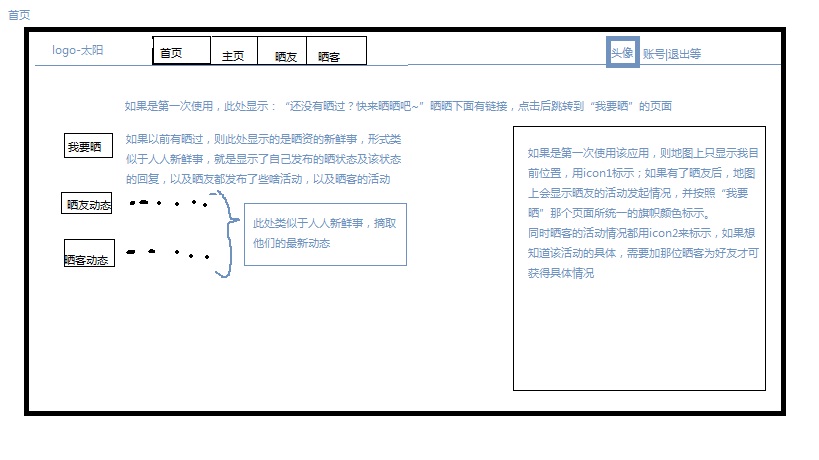 首页
logo-太阳
首页
主页
晒友
晒客
头像
账号|退出等
如果是第一次使用，此处显示：“还没有晒过？快来晒晒吧~”晒晒下面有链接，点击后跳转到“我要晒”的页面
我要晒
如果以前有晒过，则此处显示的是晒资的新鲜事，形式类
似于人人新鲜事，就是显示了自己发布的晒状态及该状态
的回复，以及晒友都发布了些啥活动，以及晒客的活动
晒友动态
此处类似于人人新鲜事，摘取
他们的最新动态
晒客动态
如果是第一次使用该应用，则地图上只显示我目
前位置，用icon1标示；如果有了晒友后，地图
上会显示晒友的活动发起情况，并按照“我要
晒”那个页面所统一的旗帜颜色标示。
同时晒客的活动情况都用icon2来标示，如果想
知道该活动的具体，需要加那位晒客为好友才可
获得具体情况